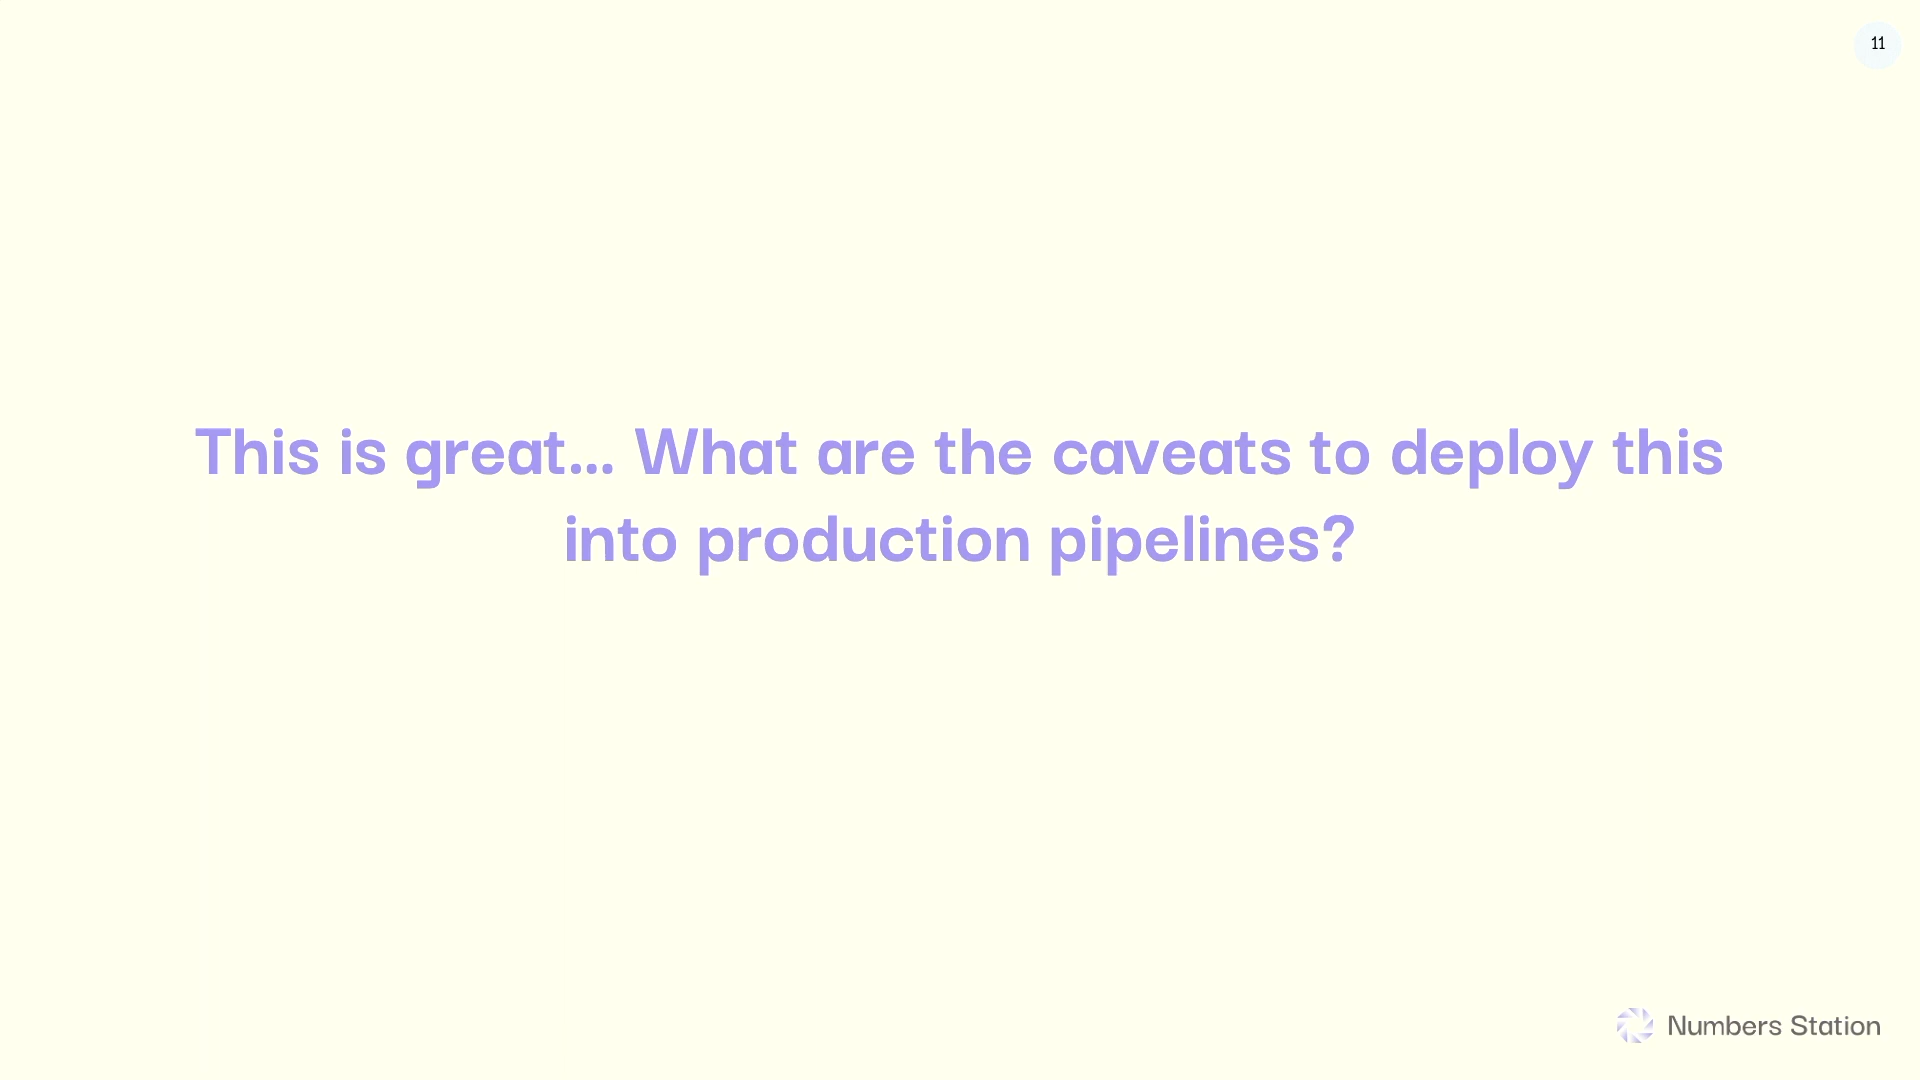 11
This is great... What are the caveats to deploy this
into production pipelines?
Numbers Station